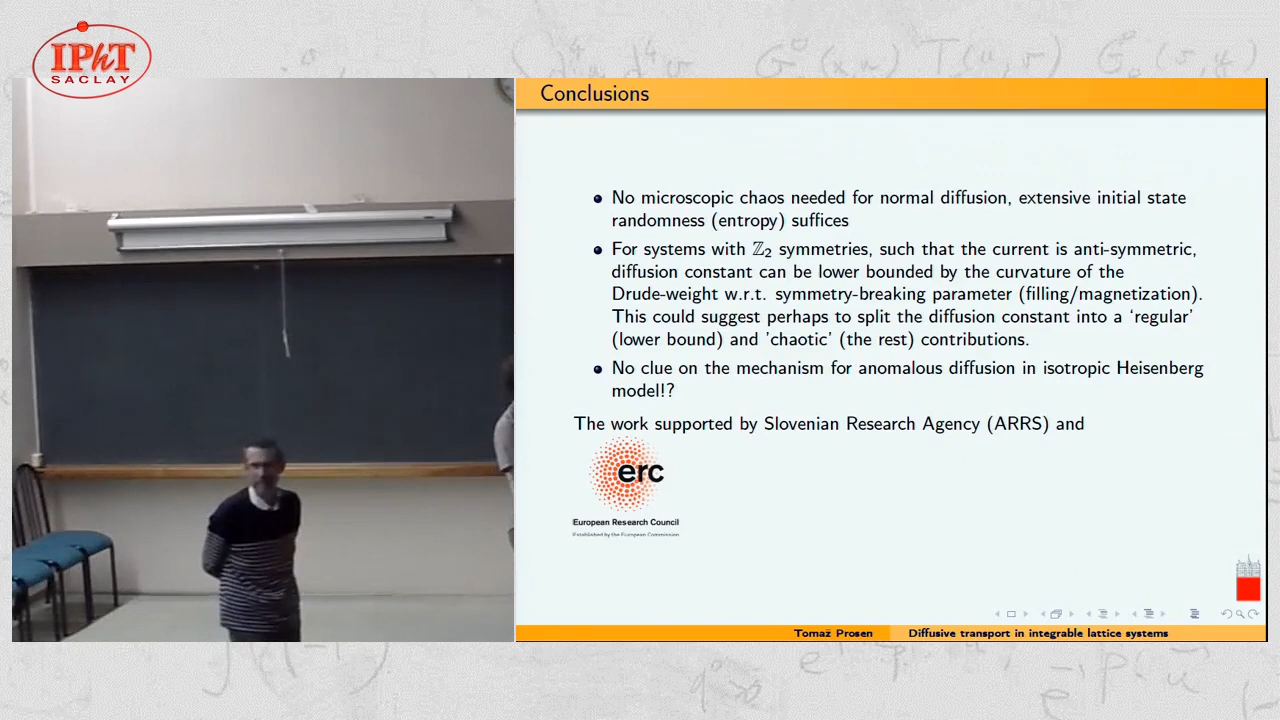 IPhT
SACLAY
Conclusions
No microscopic chaos needed for normal diffusion, extensive initial state
randomness (entropy) suffices
For systems with ℤ₂ symmetries, such that the current is anti-symmetric,
diffusion constant can be lower bounded by the curvature of the
Drude-weight w.r.t. symmetry-breaking parameter (filling/magnetization).
This could suggest perhaps to split the diffusion constant into a ‘regular’
(lower bound) and ’chaotic’ (the rest) contributions.
No clue on the mechanism for anomalous diffusion in isotropic Heisenberg
model!?
The work supported by Slovenian Research Agency (ARRS) and
erc
European Research Council
Established by the European Commission
Tomaž Prosen Diffusive transport in integrable lattice systems